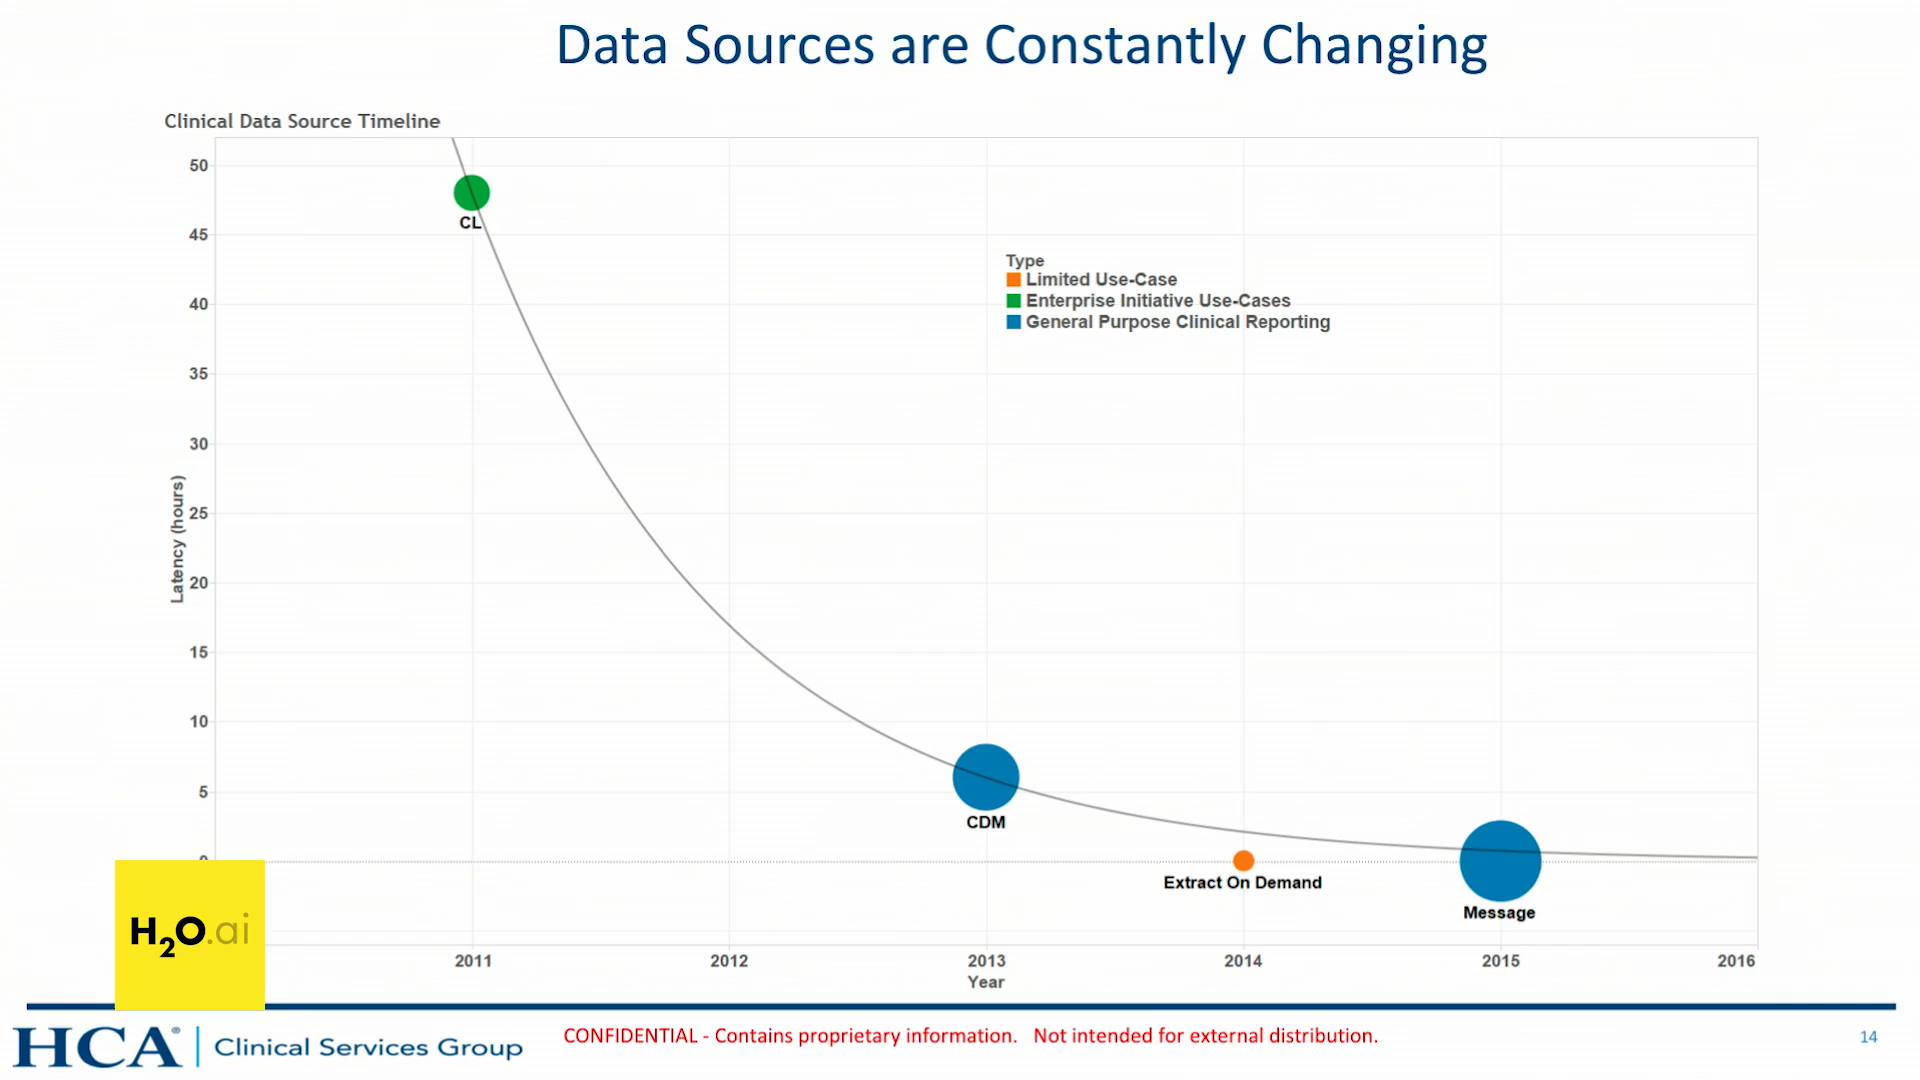 Data Sources are Constantly Changing
Clinical Data Source Timeline
50
45
40
35
30
25
20
15
10
5
0
Latency (hours)
CL
Type
Limited Use-Case
Enterprise Initiative Use-Cases
General Purpose Clinical Reporting
CDM
Extract On Demand
Message
2011
2012
2013
2014
2015
2016
Year
H2O.ai
HCA® Clinical Services Group
CONFIDENTIAL - Contains proprietary information. Not intended for external distribution.
14